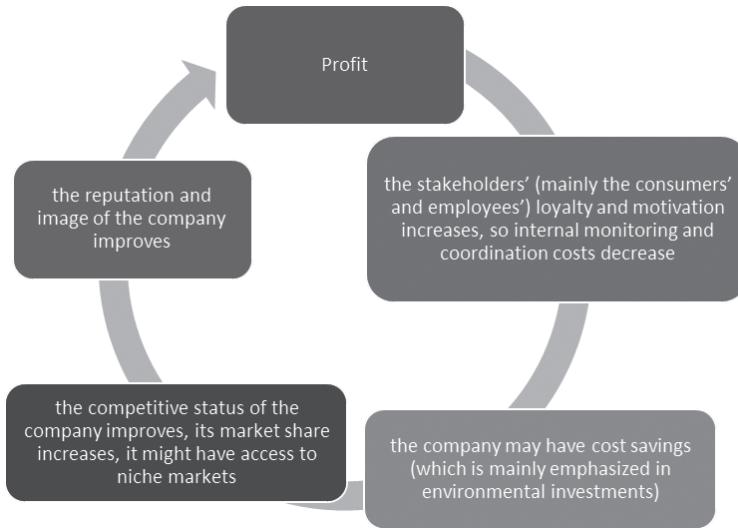 Profit
the stakeholders’ (mainly the consumers’
and employees’) loyalty and motivation
increases, so internal monitoring and
coordination costs decrease
the company may have cost savings
(which is mainly emphasized in
environmental investments)
the competitive status of the
company improves, its market share
increases, it might have access to
niche markets
the reputation and
image of the company
improves